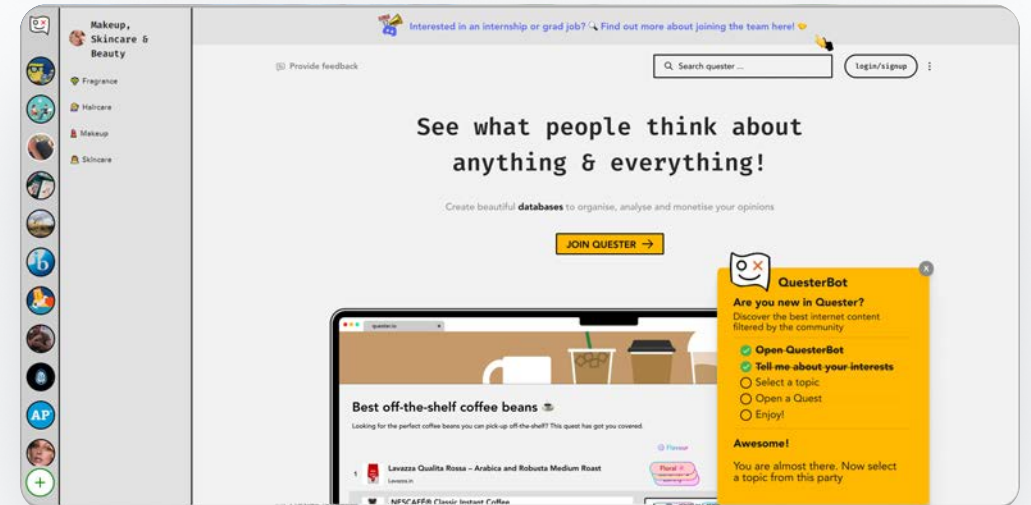 Makeup,
Skincare &
Beauty
Fragrance
Haircare
Makeup
Skincare
Interested in an internship or grad job? 🔍 Find out more about joining the team here!
Provide feedback
Search quester ...
login/signup
See what people think about
anything & everything!
Create beautiful databases to organise, analyse and monetise your opinions
JOIN QUESTER →
quester.io x
Best off-the-shelf coffee beans ☕
Looking for the perfect coffee beans you can pick-up off-the-shelf? This quest has got you covered.
Flavour
1 Lavazza Qualita Rossa – Arabica and Robusta Medium Roast
Lavazza.in
Floral
NESCAFÉ® Classic Instant Coffee
X
QuesterBot
Are you new in Quester?
Discover the best internet content
filtered by the community
Open QuesterBot
Tell me about your interests
Select a topic
Open a Quest
Enjoy!
Awesome!
You are almost there. Now select
a topic from this party
b
AP
+